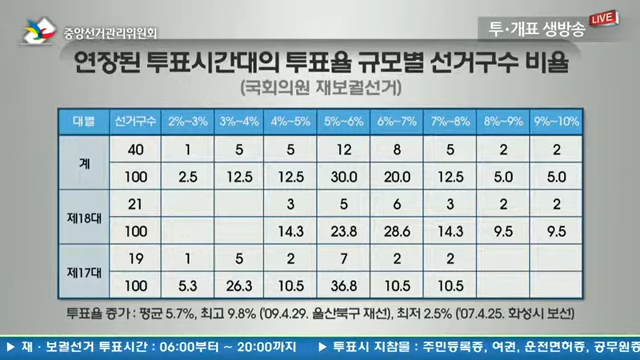 중앙선거관리위원회
투·개표 생방송
LIVE
연장된 투표시간대의 투표율 규모별 선거구수 비율
(국회의원 재보궐선거)
대별 선거구수 2%~3% 3%~4% 4%~5% 5%~6% 6%~7% 7%~8% 8%~9% 9%~10%
계 40 1 5 5 12 8 5 2 2
100 2.5 12.5 12.5 30.0 20.0 12.5 5.0 5.0
제18대 21 3 5 6 3 2 2
100 14.3 23.8 28.6 14.3 9.5 9.5
제17대 19 1 5 2 7 2 2
100 5.3 26.3 10.5 36.8 10.5 10.5
투표율 증가 : 평균 5.7%, 최고 9.8% ('09.4.29. 울산북구 재선), 최저 2.5% ('07.4.25. 화성시 보선)
▶ 재·보궐선거 투표시간 : 06:00부터 ~ 20:00까지 ▶ 투표시 지참물 : 주민등록증, 여권, 운전면허증, 공무원증